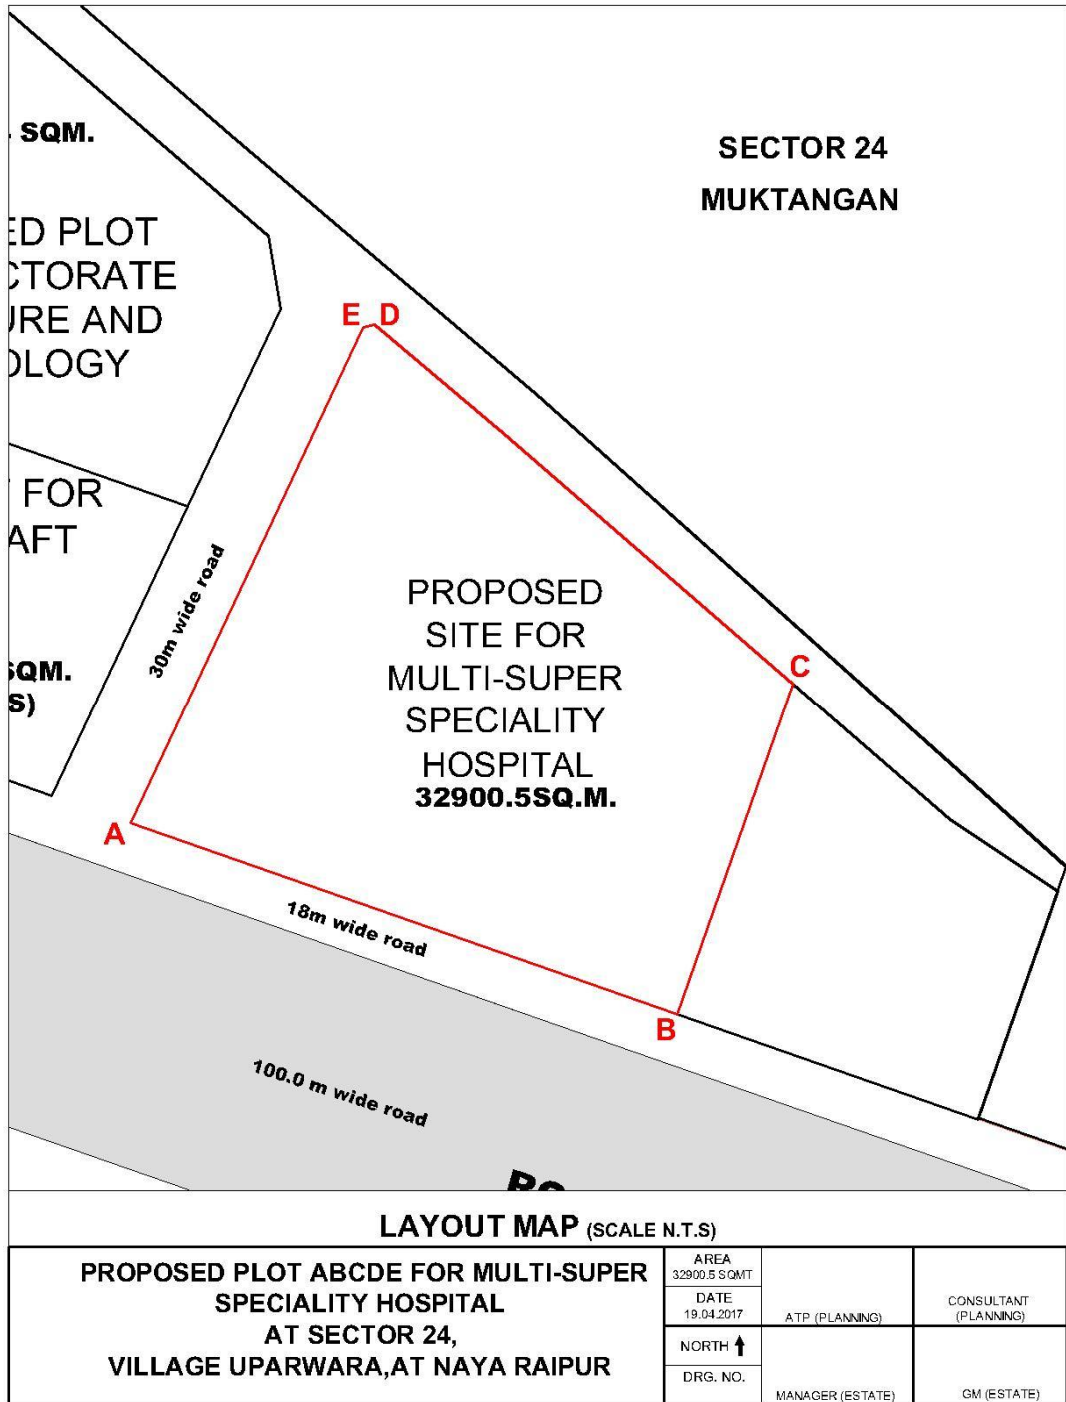 SQM.
SECTOR 24
MUKTANGAN
ED PLOT
CTORATE
URE AND
OLOGY
E D
FOR
AFT
30m wide road
PROPOSED
SITE FOR
MULTI-SUPER
SPECIALITY
HOSPITAL
32900.5SQ.M.
C
SQM.
S)
A
18m wide road
B
100.0 m wide road
LAYOUT MAP (SCALE N.T.S)
PROPOSED PLOT ABCDE FOR MULTI-SUPER
SPECIALITY HOSPITAL
AT SECTOR 24,
VILLAGE UPARWARA,AT NAYA RAIPUR
AREA
32900.5 SQMT
DATE
19.04.2017
NORTH
DRG. NO.
ATP (PLANNING)
CONSULTANT
(PLANNING)
MANAGER (ESTATE)
GM (ESTATE)